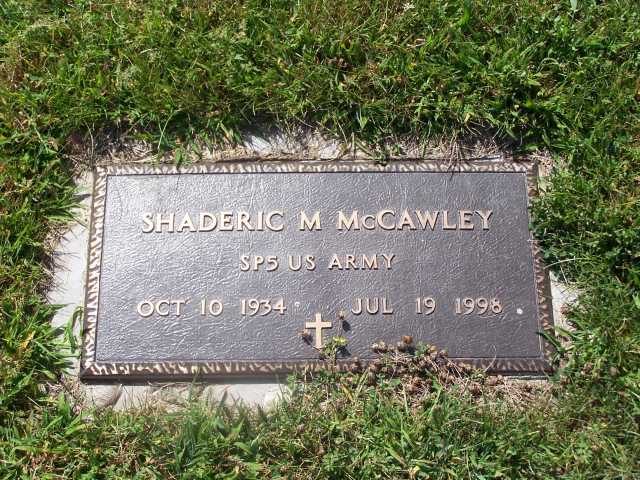 SHADERIC M McCAWLEY
SP5 US ARMY
OCT 10 1934 JUL 19 1998